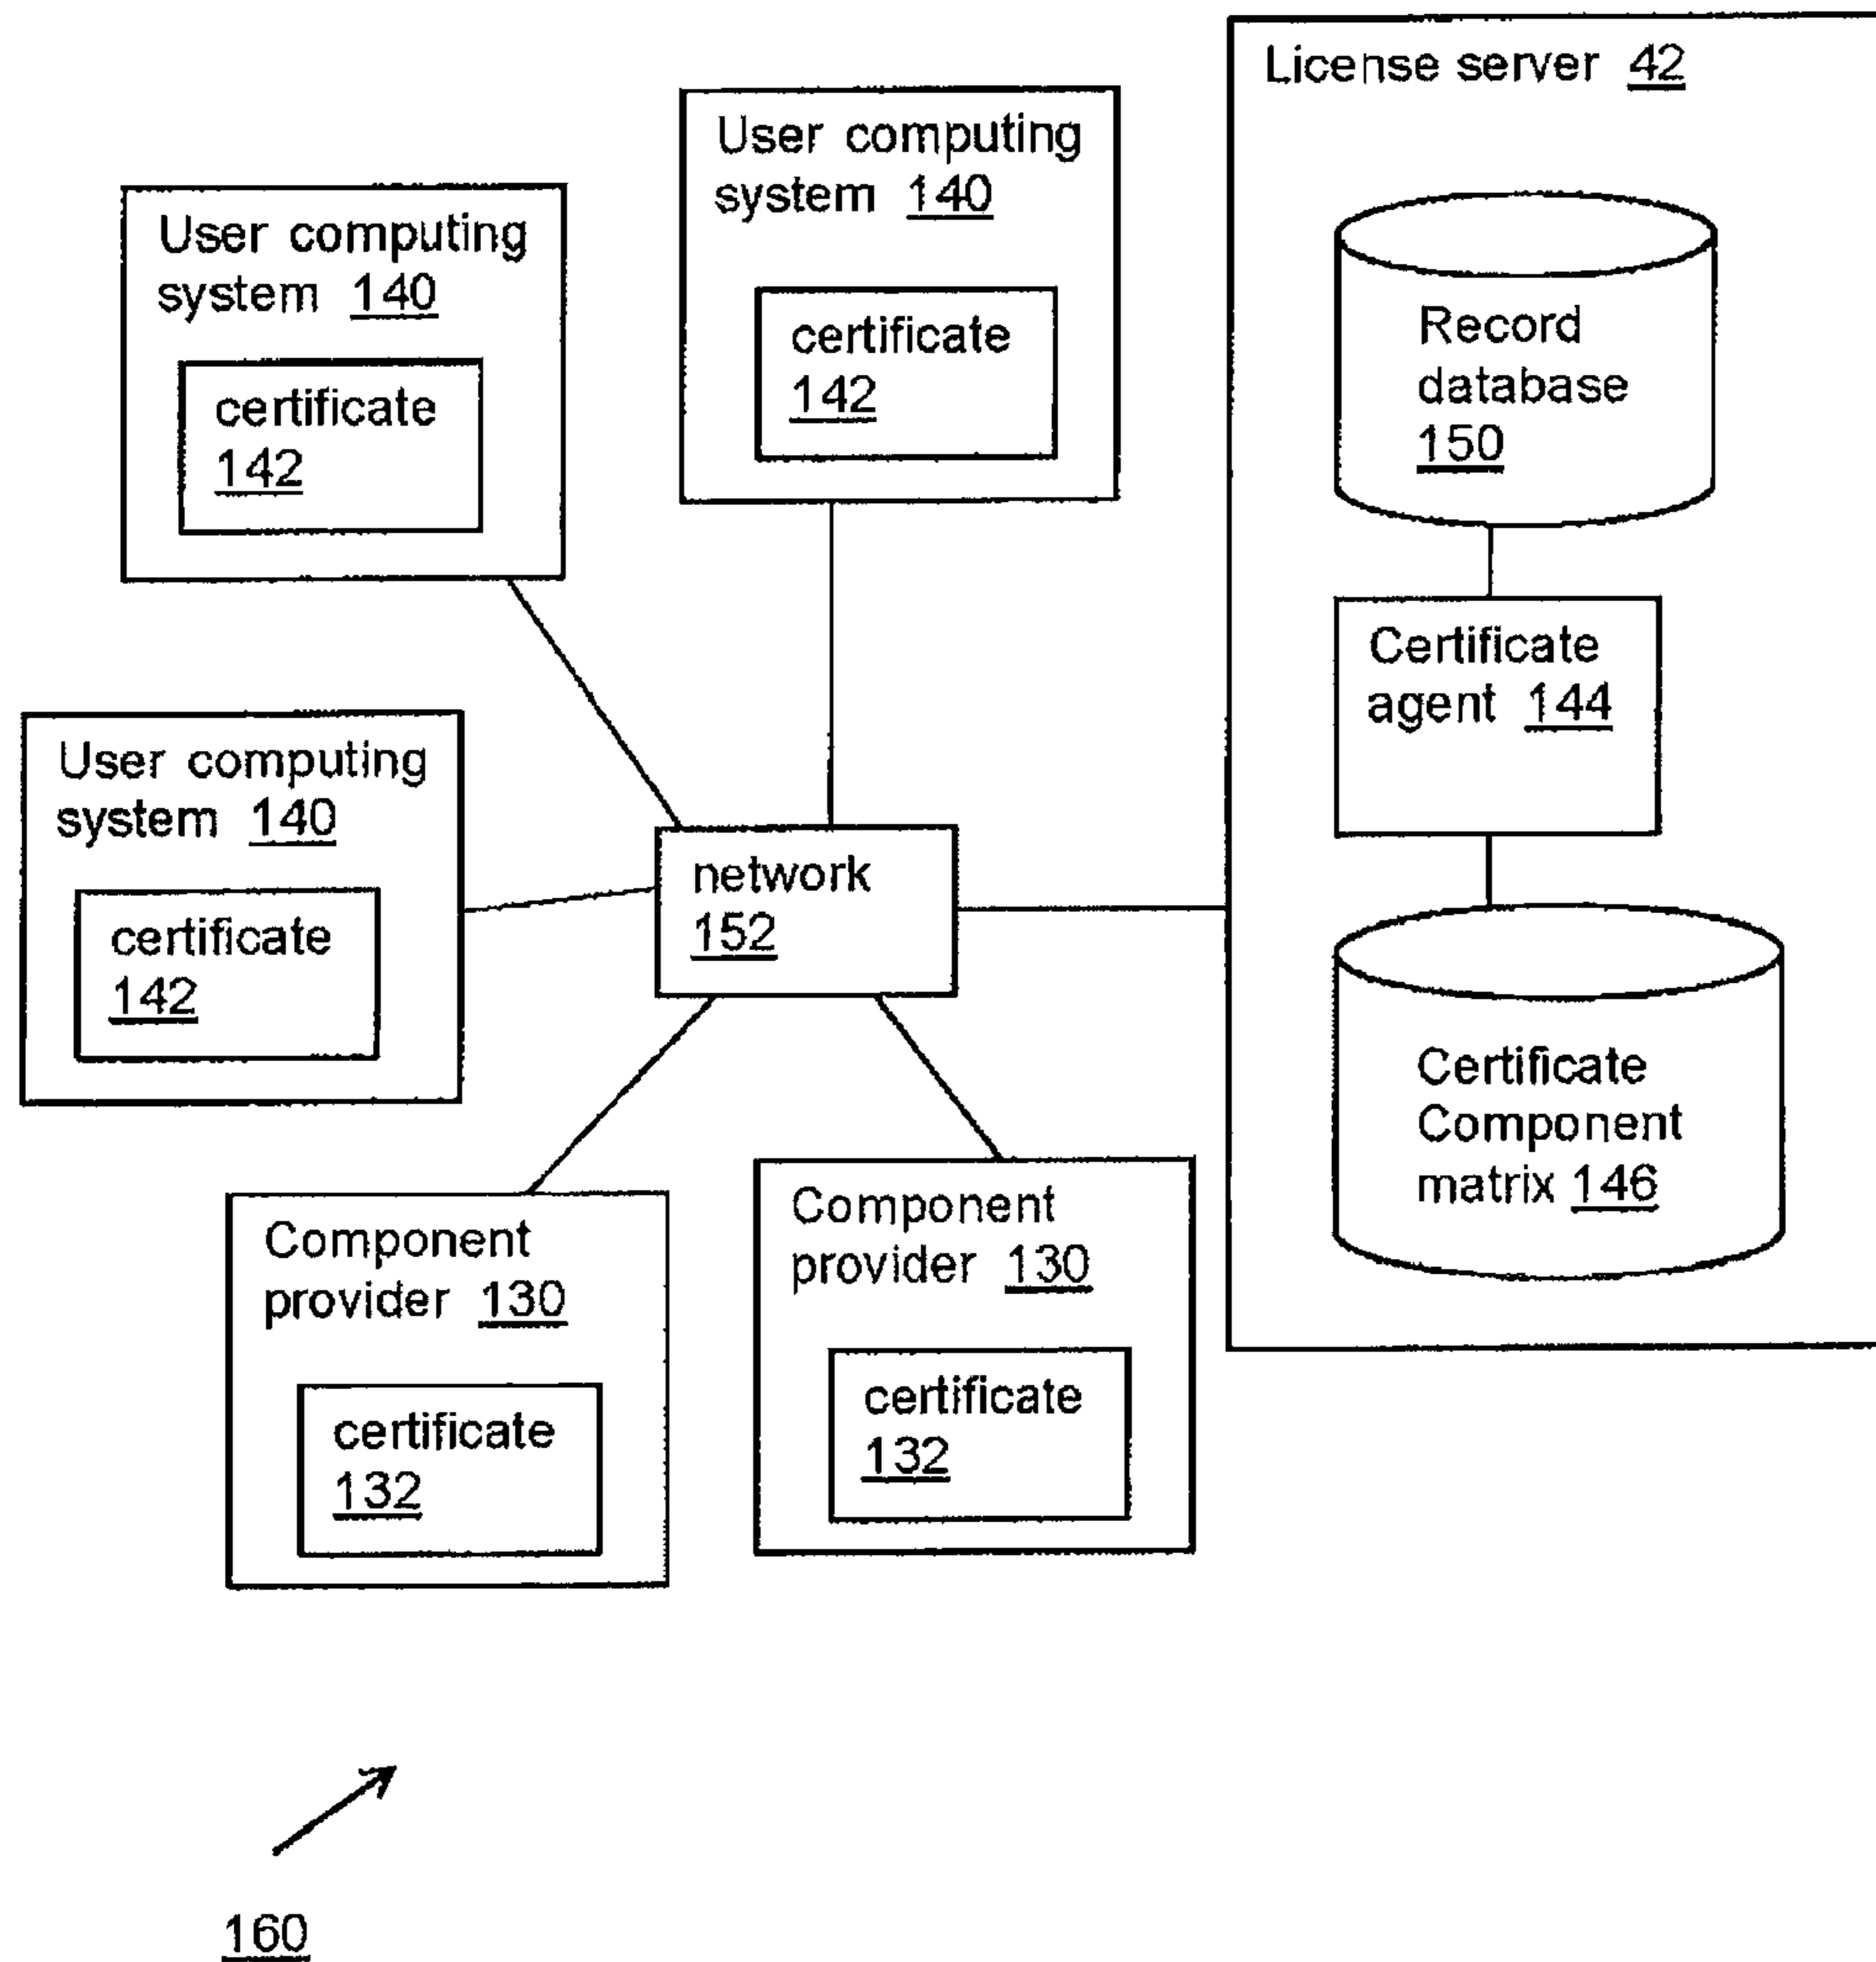 License server 42
User computing
system 140
certificate
142
User computing
system 140
certificate
142
Record
database
150
Certificate
agent 144
User computing
system 140
certificate
142
network
152
Certificate
Component
matrix 146
Component
provider 130
certificate
132
Component
provider 130
certificate
132
160